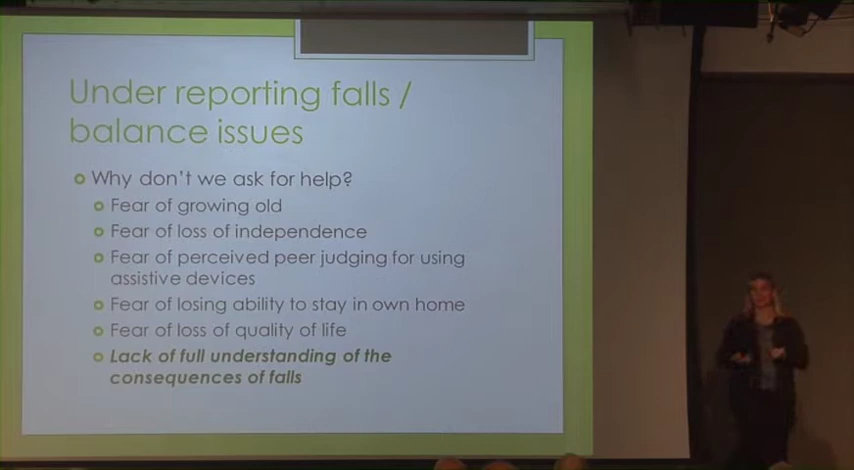 Under reporting falls /
balance issues
Why don't we ask for help?
Fear of growing old
Fear of loss of independence
Fear of perceived peer judging for using
assistive devices
Fear of losing ability to stay in own home
Fear of loss of quality of life
Lack of full understanding of the
consequences of falls